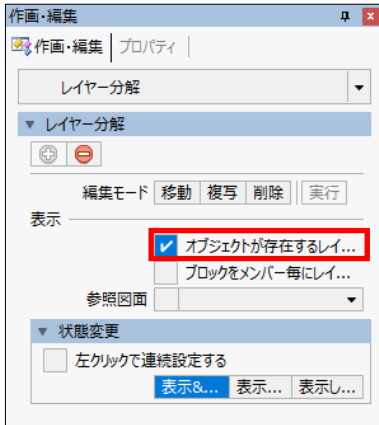 作画・編集
作画・編集 プロパティ
レイヤー分解
レイヤー分解
編集モード 移動 複写 削除 実行
表示
オブジェクトが存在するレイ...
ブロックをメンバー毎にレイ...
参照図面
状態変更
左クリックで連続設定する
表示&... 表示... 表示し...